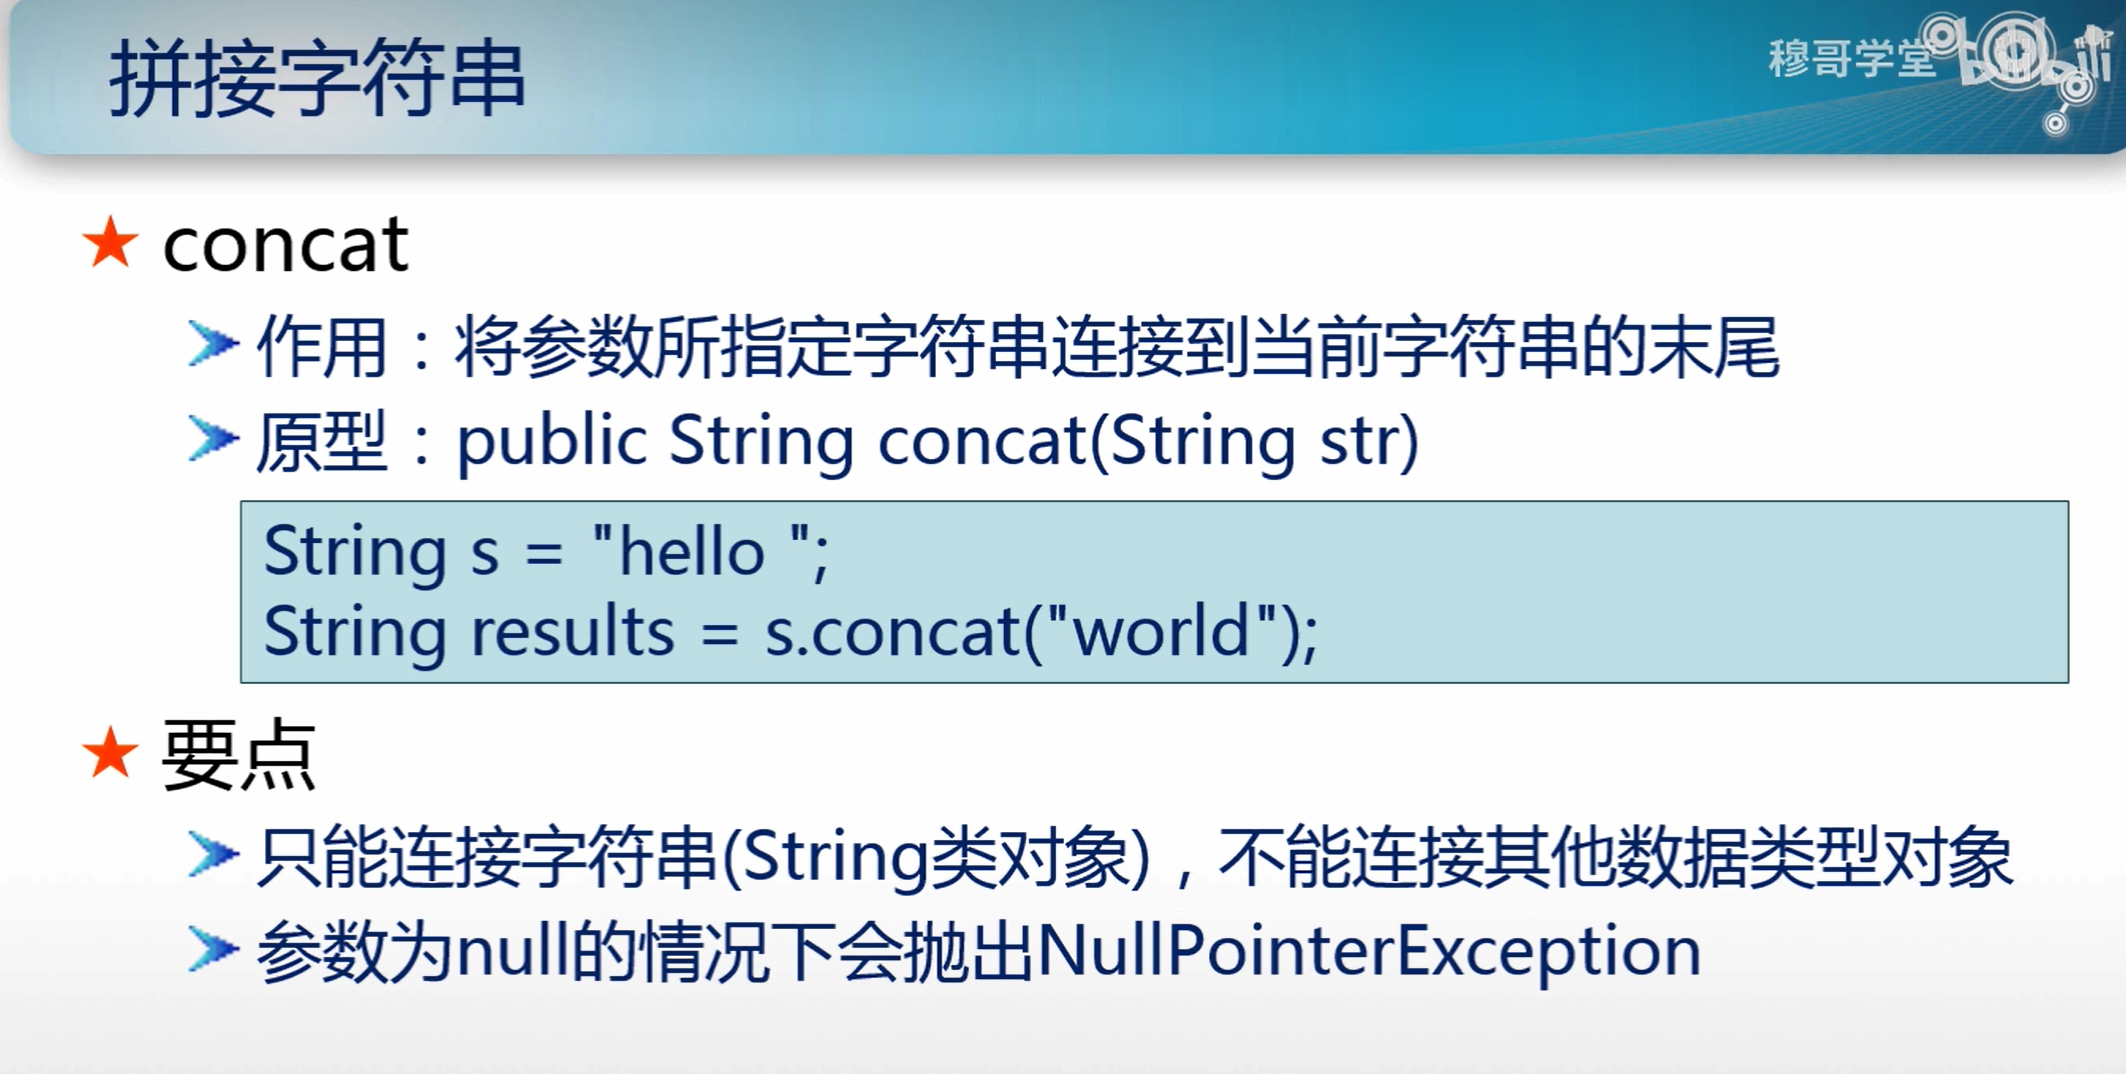 拼接字符串
穆哥学堂
bilibili
concat
作用：将参数所指定字符串连接到当前字符串的末尾
原型：public String concat(String str)
String s = "hello ";
String results = s.concat("world");
要点
只能连接字符串(String类对象)，不能连接其他数据类型对象
参数为null的情况下会抛出NullPointerException